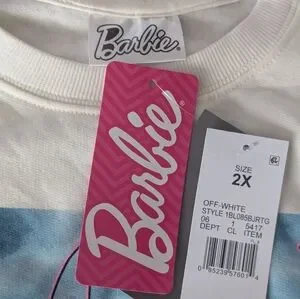 Barbie.
Barbie®
SIZE
2X
OFF-WHITE
STYLE 1BL085BJRTG
06 1 5417
DEPT CL ITEM